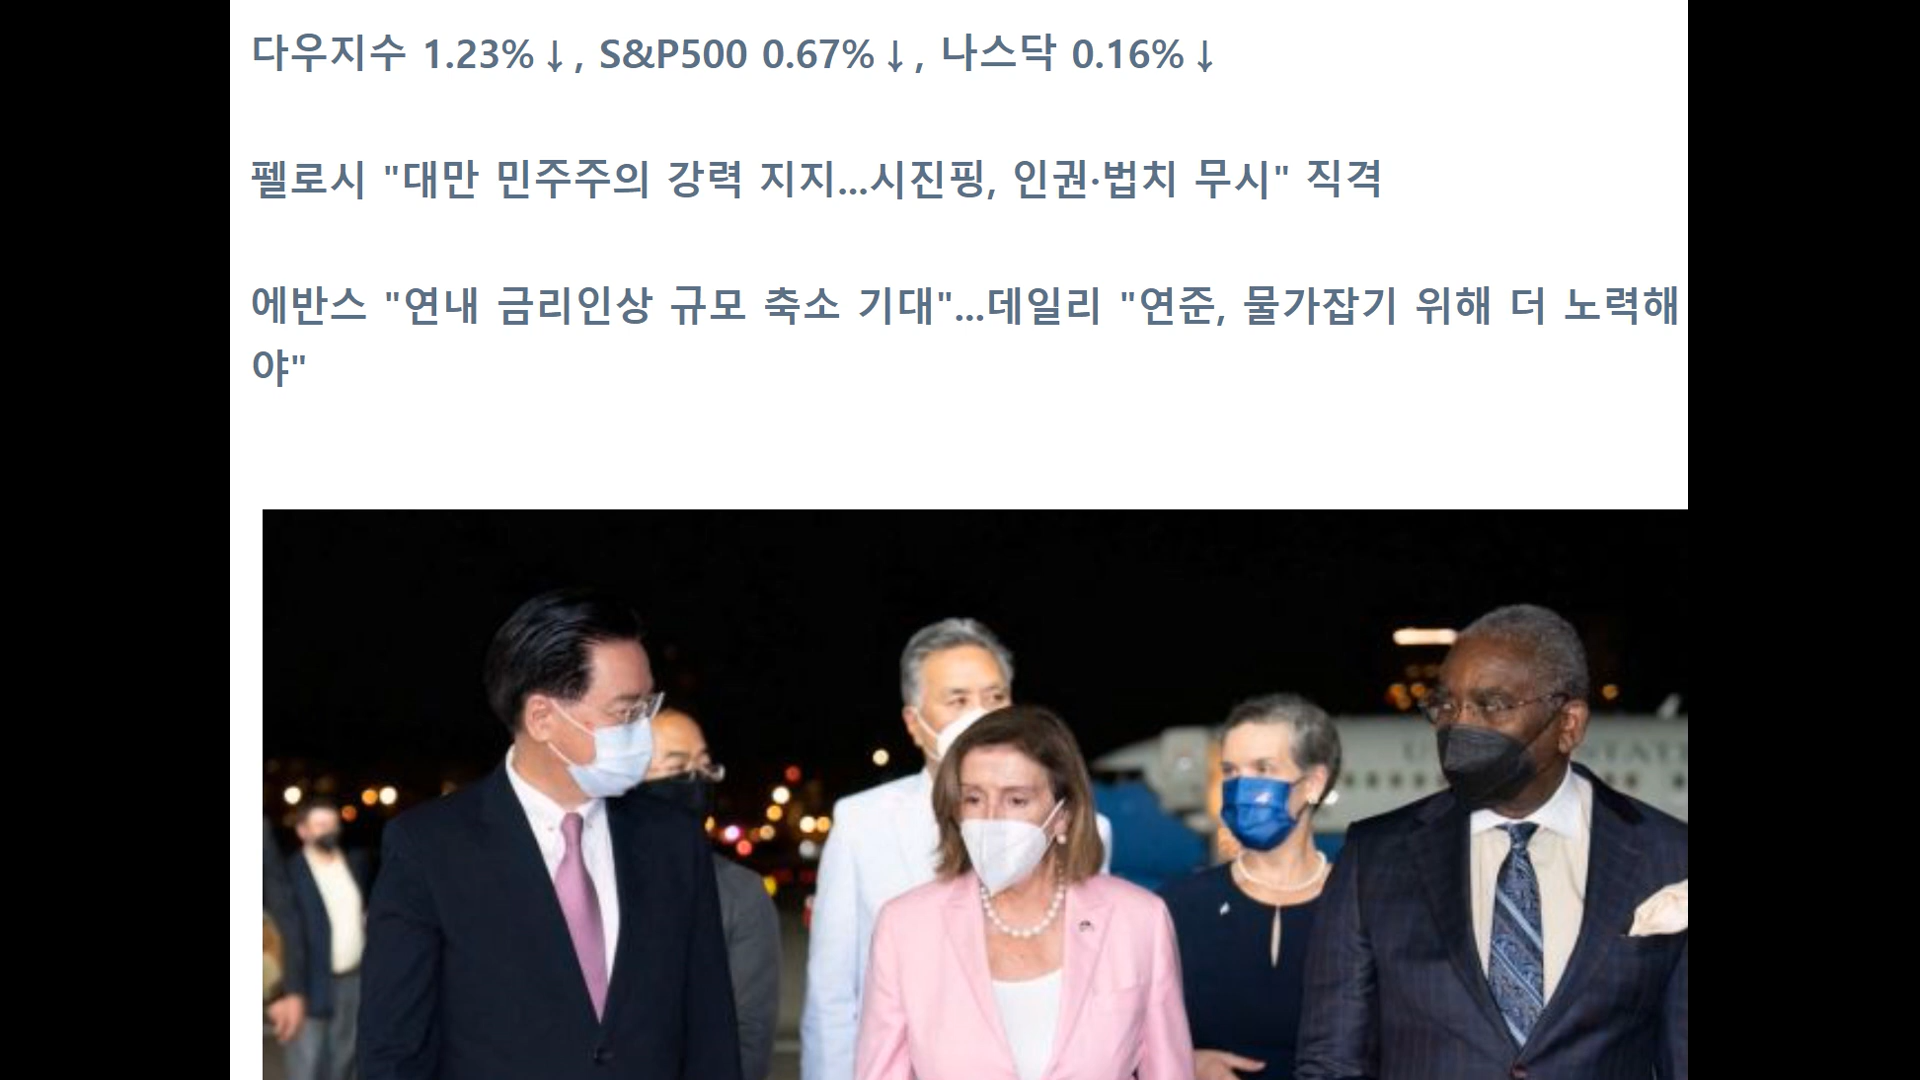 다우지수 1.23%↓, S&P500 0.67%↓, 나스닥 0.16%↓
펠로시 "대만 민주주의 강력 지지...시진핑, 인권·법치 무시" 직격
에반스 "연내 금리인상 규모 축소 기대"...데일리 "연준, 물가잡기 위해 더 노력해
야"